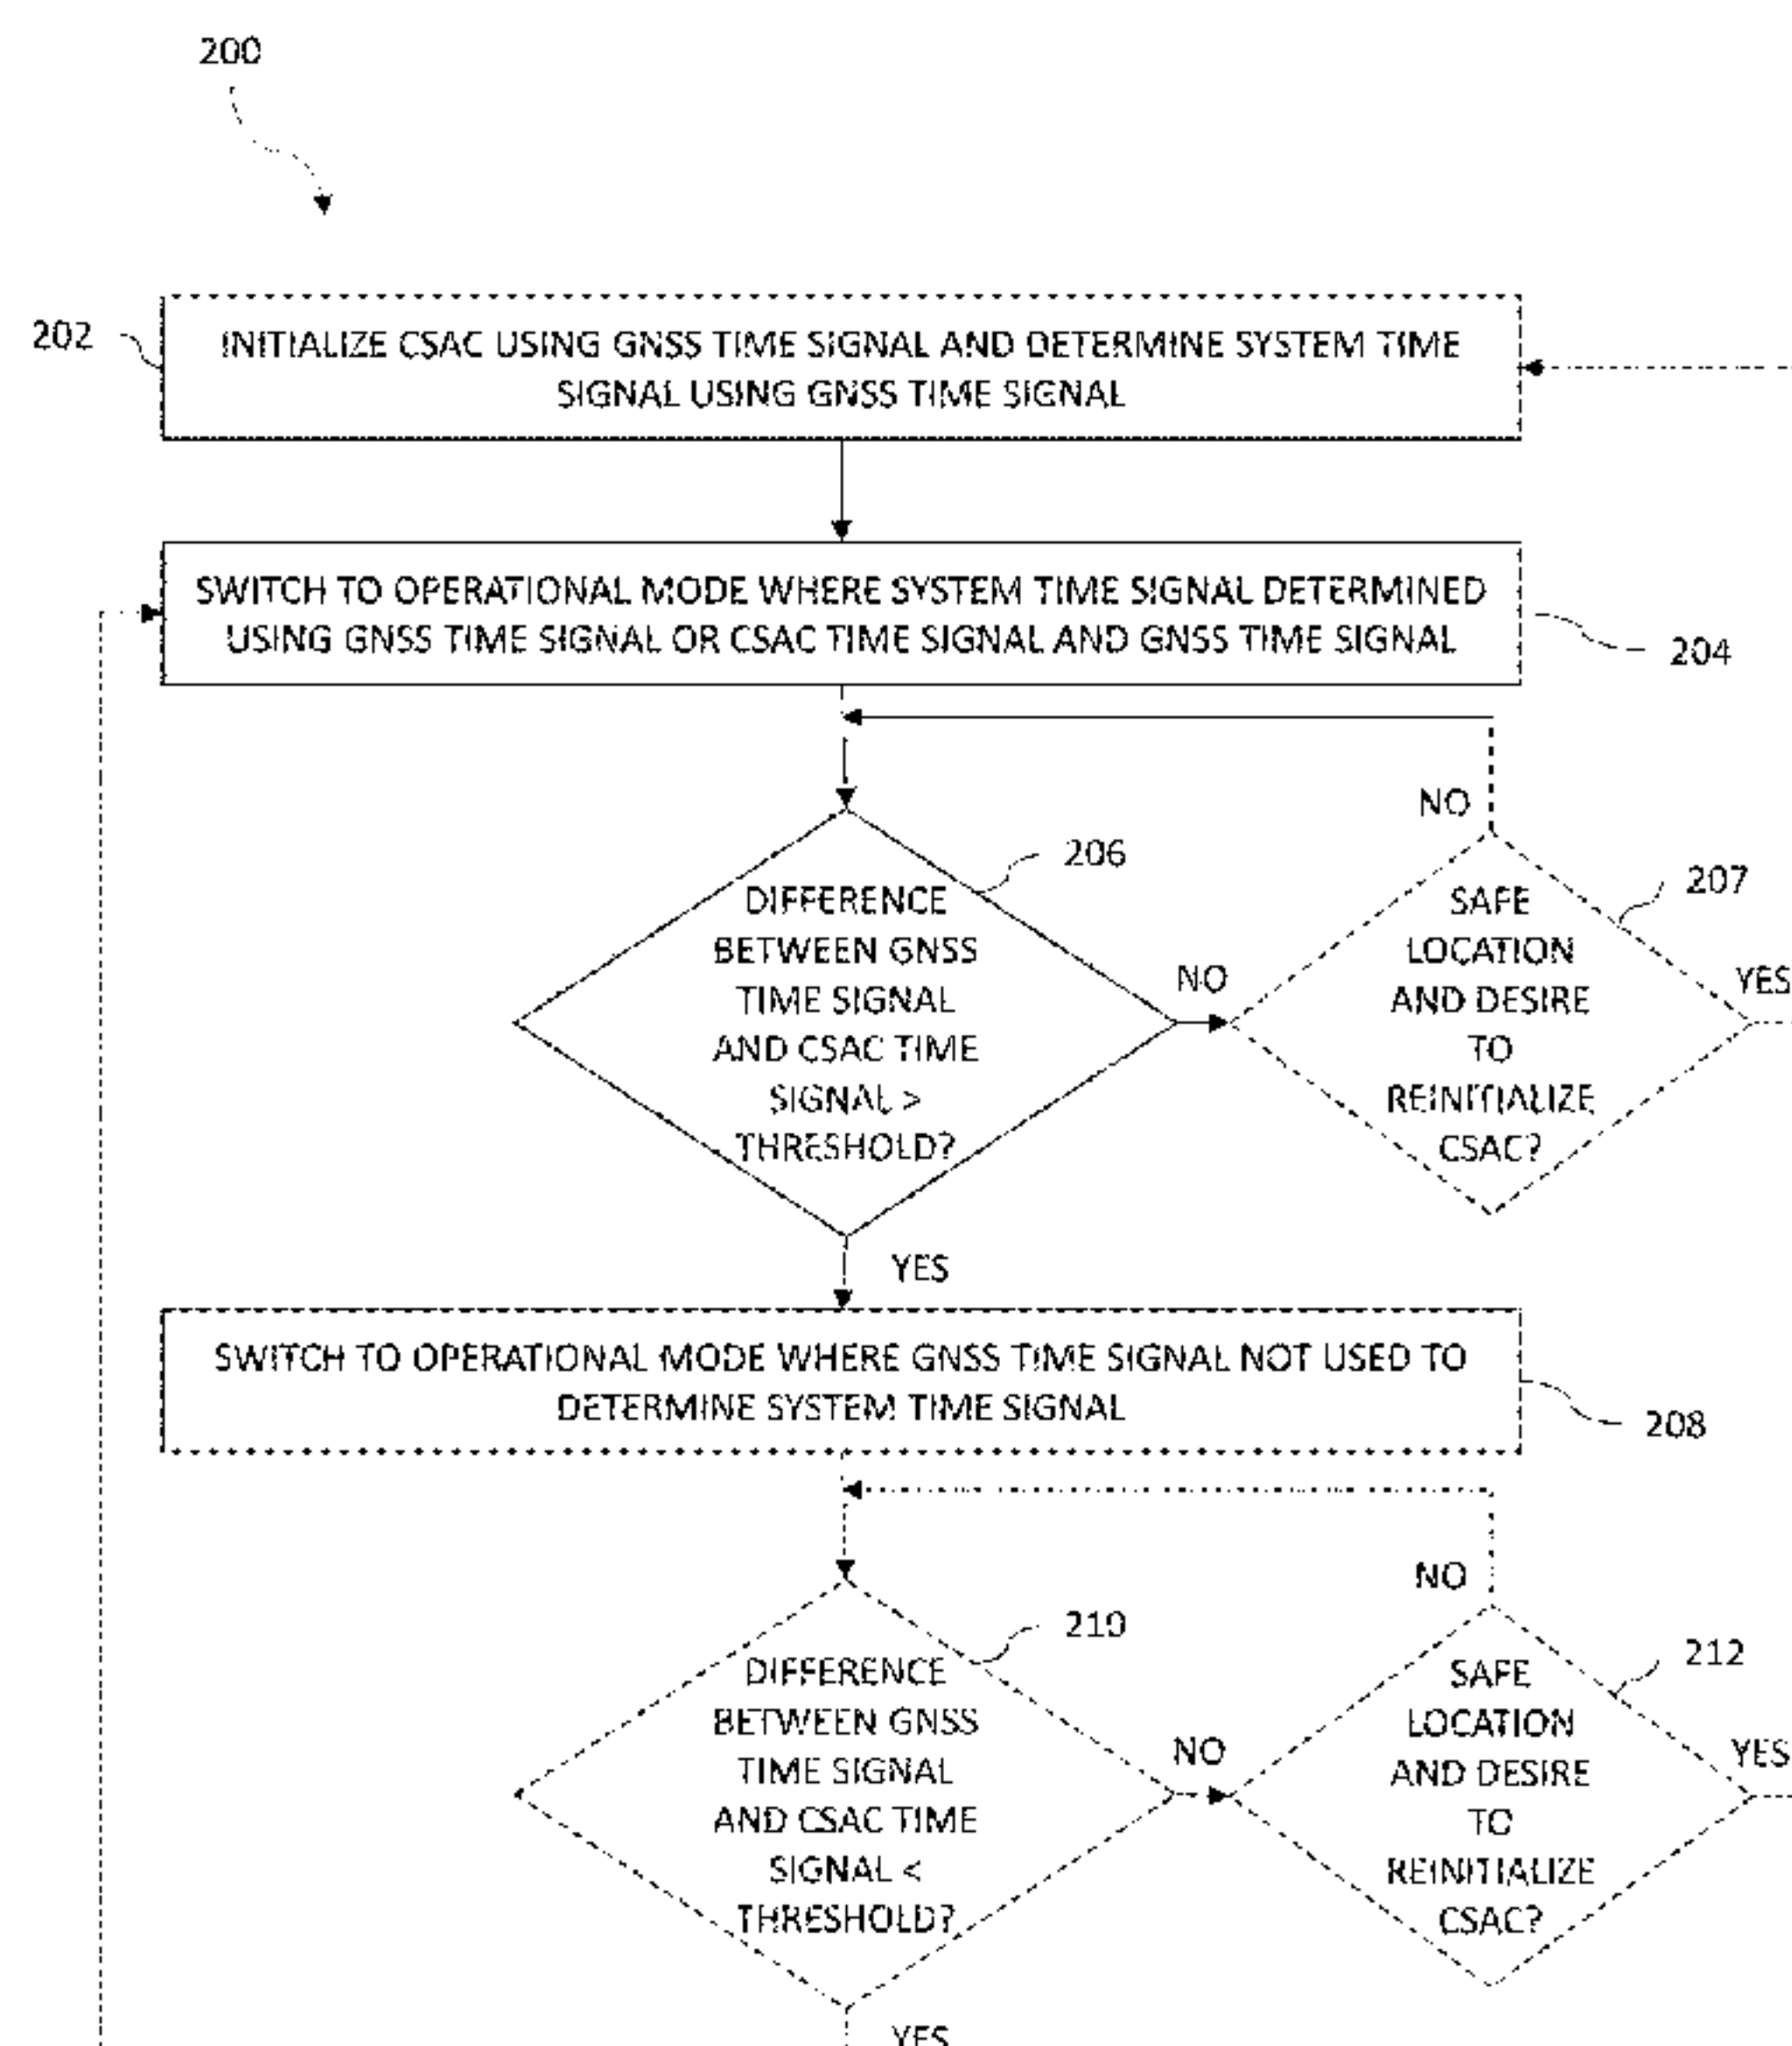 200
202
INITIALIZE CSAC USING GNSS TIME SIGNAL AND DETERMINE SYSTEM TIME
SIGNAL USING GNSS TIME SIGNAL
SWITCH TO OPERATIONAL MODE WHERE SYSTEM TIME SIGNAL DETERMINED
USING GNSS TIME SIGNAL OR CSAC TIME SIGNAL AND GNSS TIME SIGNAL
204
206
DIFFERENCE
BETWEEN GNSS
TIME SIGNAL
AND CSAC TIME
SIGNAL >
THRESHOLD?
NO
NO
207
SAFE
LOCATION
AND DESIRE
TO
REINITIALIZE
CSAC?
YES
YES
SWITCH TO OPERATIONAL MODE WHERE GNSS TIME SIGNAL NOT USED TO
DETERMINE SYSTEM TIME SIGNAL
208
210
DIFFERENCE
BETWEEN GNSS
TIME SIGNAL
AND CSAC TIME
SIGNAL <
THRESHOLD?
NO
NO
212
SAFE
LOCATION
AND DESIRE
TO
REINITIALIZE
CSAC?
YES
YES